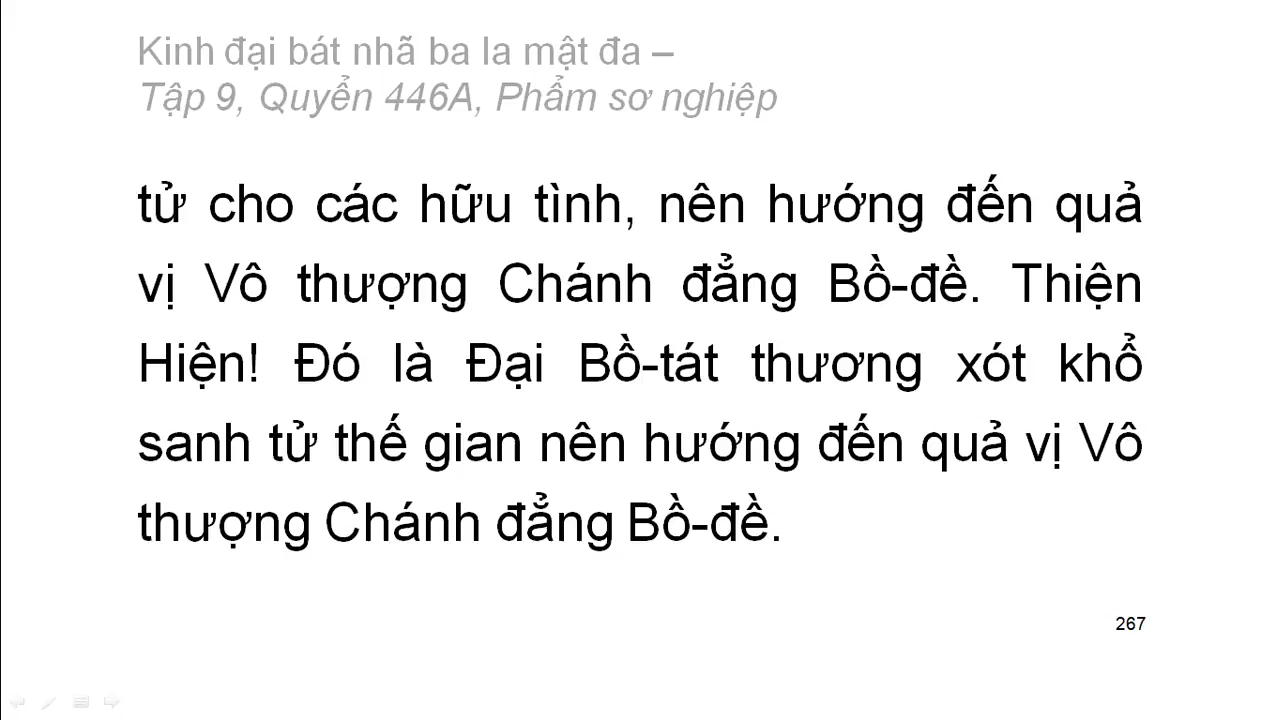 Kinh đại bát nhã ba la mật đa –
Tập 9, Quyển 446A, Phẩm sơ nghiệp
tử cho các hữu tình, nên hướng đến quả
vị Vô thượng Chánh đẳng Bồ-đề. Thiện
Hiện! Đó là Đại Bồ-tát thương xót khổ
sanh tử thế gian nên hướng đến quả vị Vô
thượng Chánh đẳng Bồ-đề.
267